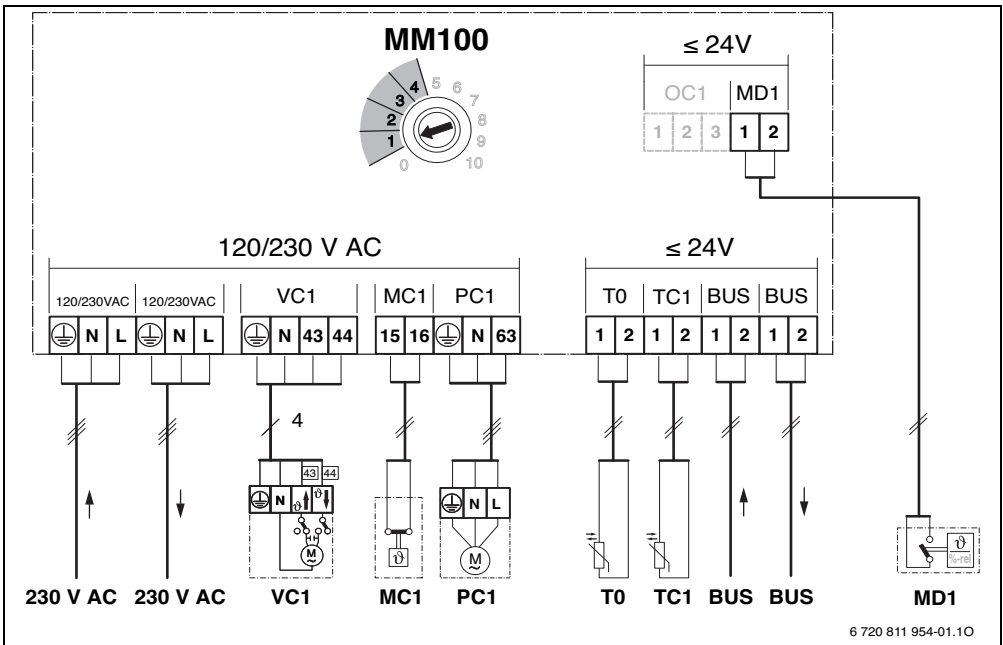 MM100
≤ 24V
OC1 MD1
1 2 3 1 2
0 1 2 3 4 5 6 7 8 9 10
120/230 V AC
≤ 24V
120/230VAC 120/230VAC VC1 MC1 PC1 T0 TC1 BUS BUS
N L N L N 43 44 15 16 N 63 1 2 1 2 1 2 1 2
4
43 44
N ϑ ϑ
M
~
ϑ
N L
M
~
ϑ
%-rel
230 V AC 230 V AC VC1 MC1 PC1 T0 TC1 BUS BUS MD1
6 720 811 954-01.1O